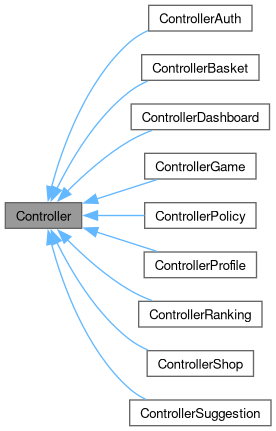 ControllerAuth
ControllerBasket
ControllerDashboard
ControllerGame
Controller
ControllerPolicy
ControllerProfile
ControllerRanking
ControllerShop
ControllerSuggestion